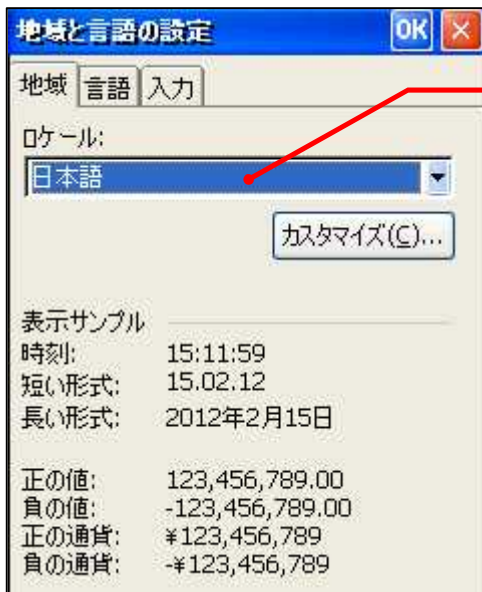 地域と言語の設定 OK
地域 言語 入力
ロケール:
日本語
カスタマイズ(C)...
表示サンプル
時刻: 15:11:59
短い形式: 15.02.12
長い形式: 2012年2月15日
正の値: 123,456,789.00
負の値: -123,456,789.00
正の通貨: ¥123,456,789
負の通貨: -¥123,456,789